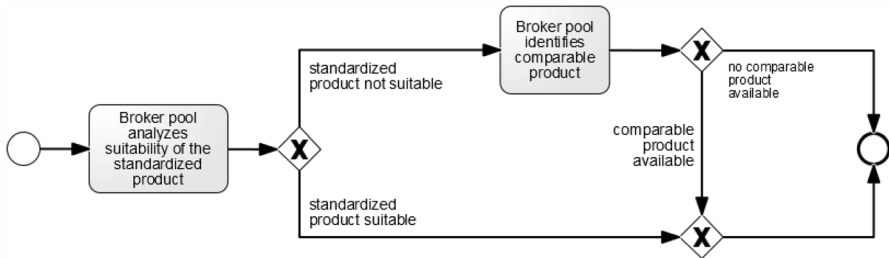 Broker pool
analyzes
suitability of the
standardized
product
standardized
product not suitable
standardized
product suitable
Broker pool
identifies
comparable
product
comparable
product
available
no comparable
product
available